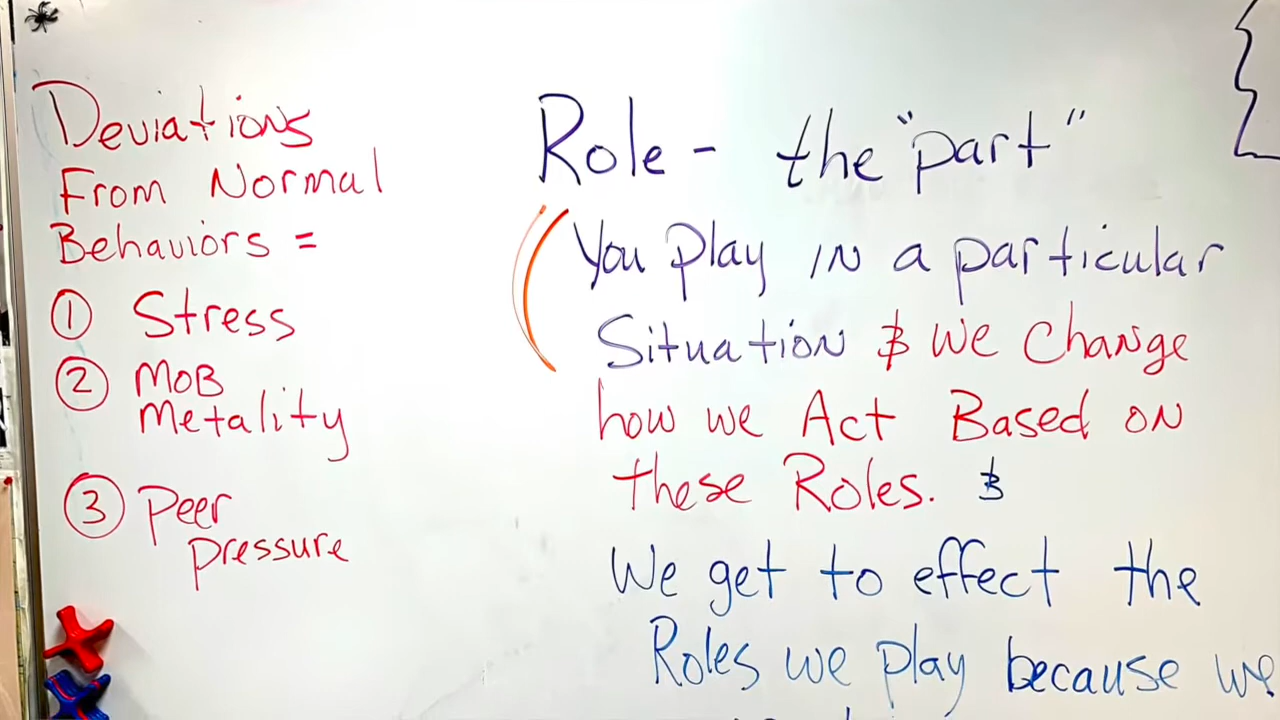 Deviations
From Normal
Behaviors =
① Stress
② MOB
Metality
③ Peer
pressure
Role - the "part"
You Play in a particular
Situation & we change
how we Act Based on
these Roles. &
We get to effect the
Roles we play because we